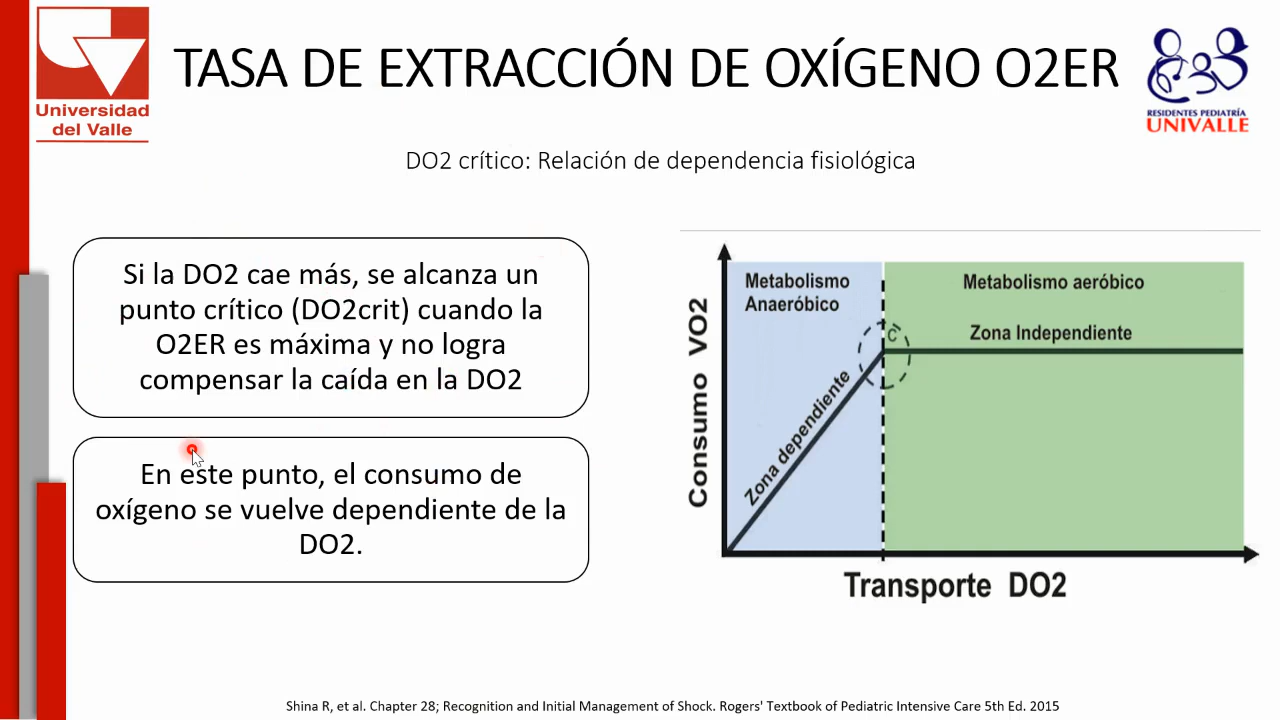 Universidad
del Valle
TASA DE EXTRACCIÓN DE OXÍGENO O2ER
RESIDENTES PEDIATRÍA
UNIVALLE
DO2 crítico: Relación de dependencia fisiológica
Si la DO2 cae más, se alcanza un
punto crítico (DO2crit) cuando la
O2ER es máxima y no logra
compensar la caída en la DO2
En este punto, el consumo de
oxígeno se vuelve dependiente de la
DO2.
Consumo VO2
Metabolismo
Anaeróbico
Metabolismo aeróbico
C
Zona Independiente
Zona dependiente
Transporte DO2
Shina R, et al. Chapter 28; Recognition and Initial Management of Shock. Rogers' Textbook of Pediatric Intensive Care 5th Ed. 2015